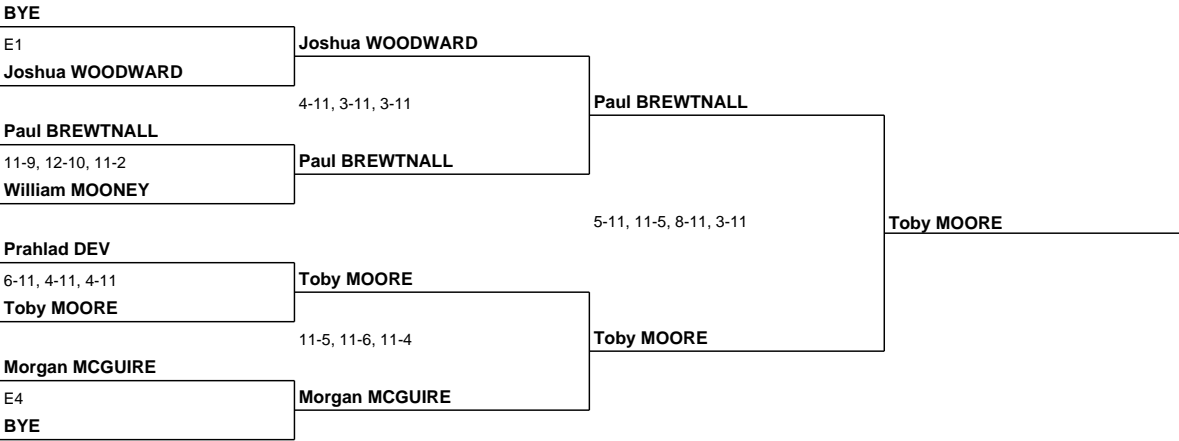 BYE
E1
Joshua WOODWARD
Joshua WOODWARD
4-11, 3-11, 3-11
Paul BREWTNALL
Paul BREWTNALL
11-9, 12-10, 11-2
Paul BREWTNALL
William MOONEY
5-11, 11-5, 8-11, 3-11
Toby MOORE
Prahlad DEV
6-11, 4-11, 4-11
Toby MOORE
Toby MOORE
11-5, 11-6, 11-4
Toby MOORE
Morgan MCGUIRE
E4
Morgan MCGUIRE
BYE